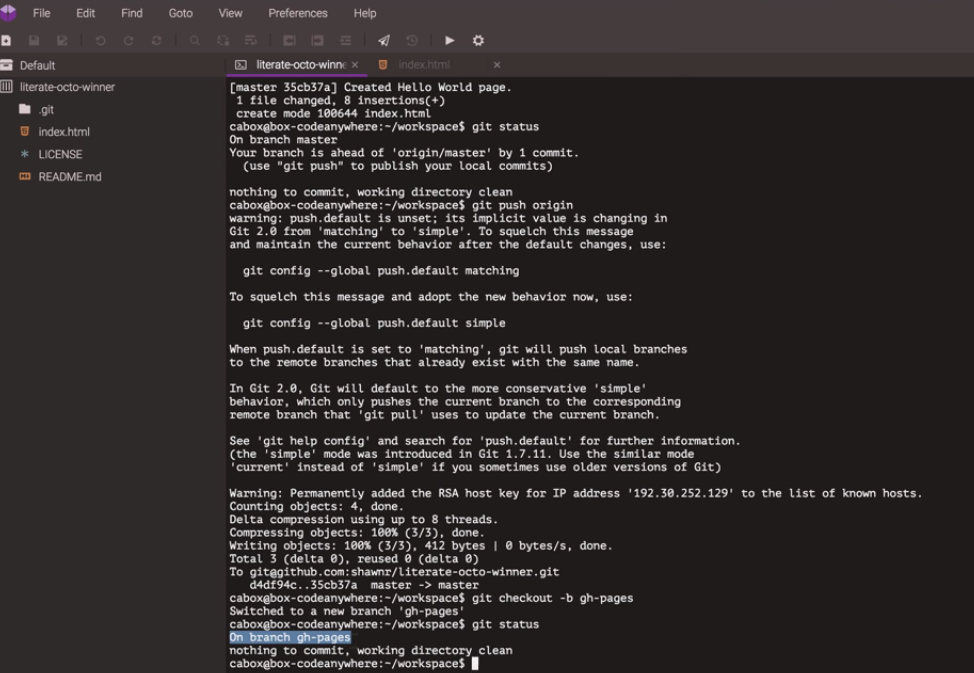 File Edit Find Goto View Preferences Help
Default
literate-octo-winne
index.html
literate-octo-winner
.git
index.html
LICENSE
README.md
[master 35cb37a] Created Hello World page.
1 file changed, 8 insertions(+)
create mode 100644 index.html
cabox@box-codeanywhere:~/workspace$ git status
On branch master
Your branch is ahead of 'origin/master' by 1 commit.
(use "git push" to publish your local commits)
nothing to commit, working directory clean
cabox@box-codeanywhere:~/workspace$ git push origin
warning: push.default is unset; its implicit value is changing in
Git 2.0 from 'matching' to 'simple'. To squelch this message
and maintain the current behavior after the default changes, use:
git config --global push.default matching
To squelch this message and adopt the new behavior now, use:
git config --global push.default simple
When push.default is set to 'matching', git will push local branches
to the remote branches that already exist with the same name.
In Git 2.0, Git will default to the more conservative 'simple'
behavior, which only pushes the current branch to the corresponding
remote branch that 'git pull' uses to update the current branch.
See 'git help config' and search for 'push.default' for further information.
(the 'simple' mode was introduced in Git 1.7.11. Use the similar mode
'current' instead of 'simple' if you sometimes use older versions of Git)
Warning: Permanently added the RSA host key for IP address '192.30.252.129' to the list of known hosts.
Counting objects: 4, done.
Delta compression using up to 8 threads.
Compressing objects: 100% (3/3), done.
Writing objects: 100% (3/3), 412 bytes | 0 bytes/s, done.
Total 3 (delta 0), reused 0 (delta 0)
To git@github.com:shawnr/literate-octo-winner.git
d4df94c..35cb37a master -> master
cabox@box-codeanywhere:~/workspace$ git checkout -b gh-pages
Switched to a new branch 'gh-pages'
cabox@box-codeanywhere:~/workspace$ git status
On branch gh-pages
nothing to commit, working directory clean
cabox@box-codeanywhere:~/workspace$